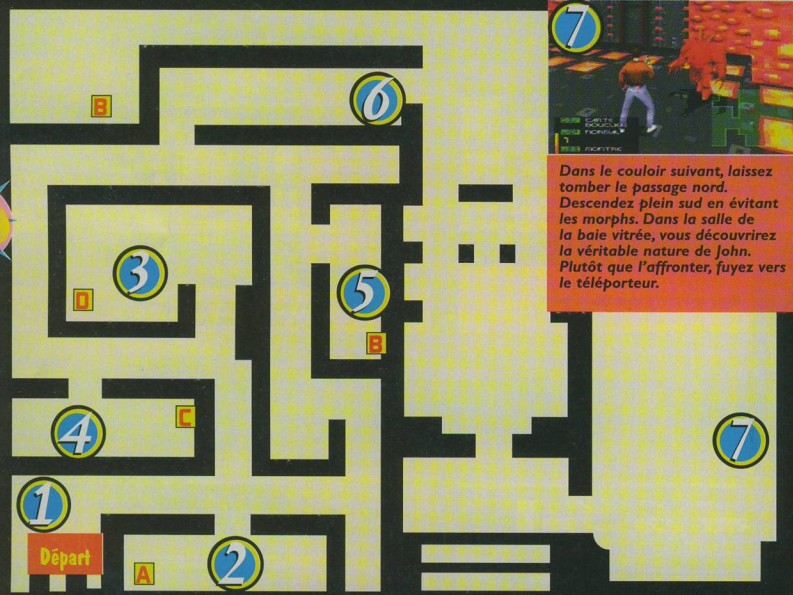 7
CARTE
BOUCLIER
NORMAL
7
MONTRE
Dans le couloir suivant, laissez
tomber le passage nord.
Descendez plein sud en évitant
les morphs. Dans la salle de
la baie vitrée, vous découvrirez
la véritable nature de John.
Plutôt que l'affronter, fuyez vers
le téléporteur.
B
6
3
D
5
B
C
4
7
1
Départ
A
2